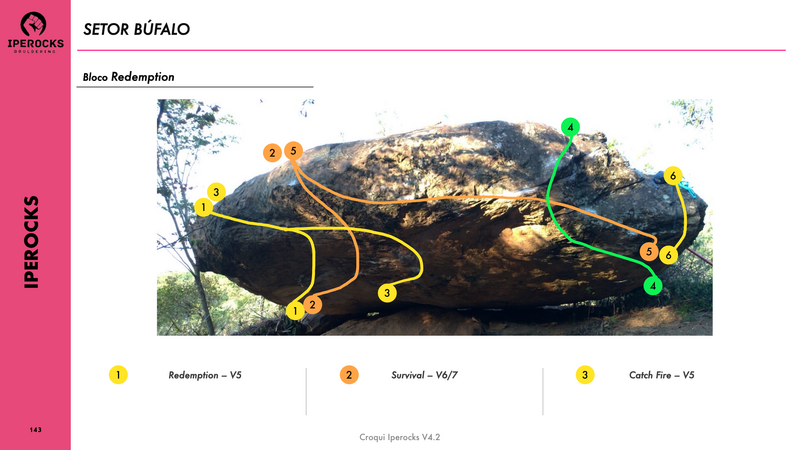 IPEROCKS
BOULDERING
SETOR BÚFALO
Bloco Redemption
IPEROCKS
4
2 5
6
3
1
5 6
4
3
1 2
1 Redemption – V5
2 Survival – V6/7
3 Catch Fire – V5
143
Croqui Iperocks V4.2